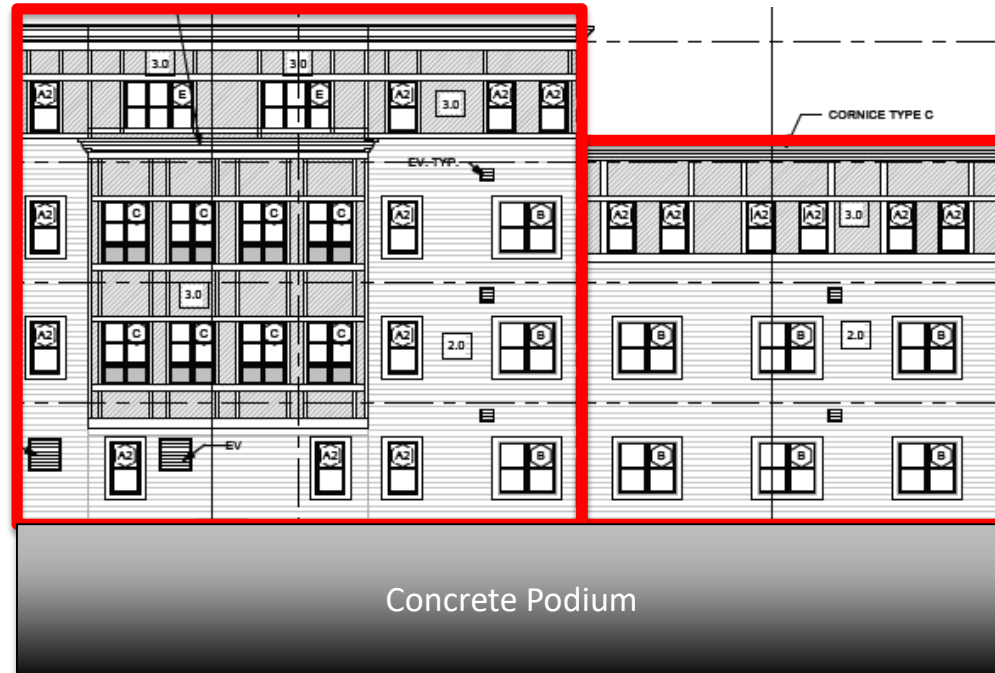 3.0 3.0
A2 E E A2 3.0 A2 A2
CORNICE TYPE C
EV. TYP.
A2 C C C C A2 B A2 A2 A2 A2 3.0 A2 A2
3.0
A2 C C C C A2 2.0 B B B 2.0 B
EV
A2 A2 A2 B B B B
Concrete Podium